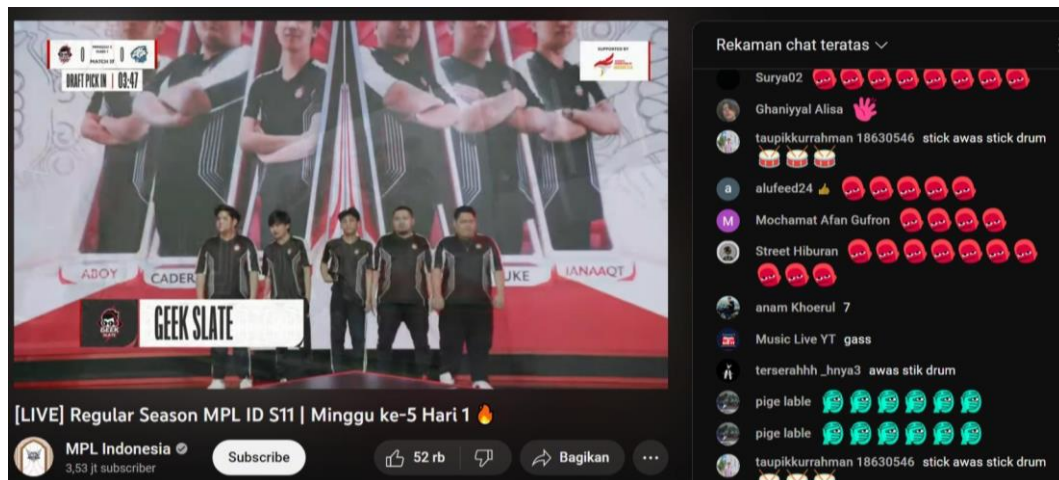 0
0
SUPPORTED BY
DRAFT PICK IN | 03:47
ABOY
CADER
UKE
IANAAQT
GEEK SLATE
GEEK SLATE
[LIVE] Regular Season MPL ID S11 | Minggu ke-5 Hari 1 🔥
MPL Indonesia
3,53 jt subscriber
Subscribe
52 rb
Bagikan
Rekaman chat teratas
Surya02
Ghaniyyal Alisa
taupikkurrahman 18630546 stick awas stick drum
🥁🥁🥁
a alufeed24
M Mochamat Afan Gufron
Street Hiburan
anam Khoerul 7
Music Live YT gass
terserahhh _hnya3 awas stik drum
pige lable
pige lable
taupikkurrahman 18630546 stick awas stick drum